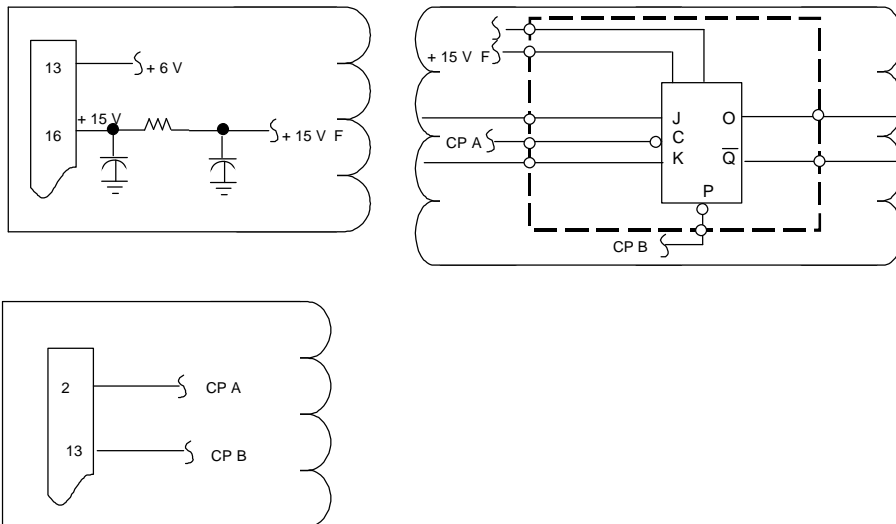 13
+ 6 V
+ 15 V
16
+ 15 V F
+ 15 V F
J
O
C
CP A
K
Q
P
CP B
2
CP A
13
CP B